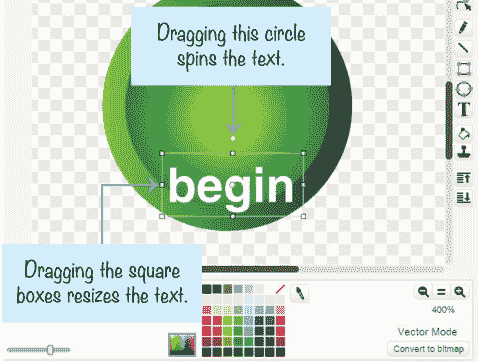 Dragging this circle
spins the text.
T
begin
Dragging the square
boxes resizes the text.
400%
Vector Mode
Convert to bitmap